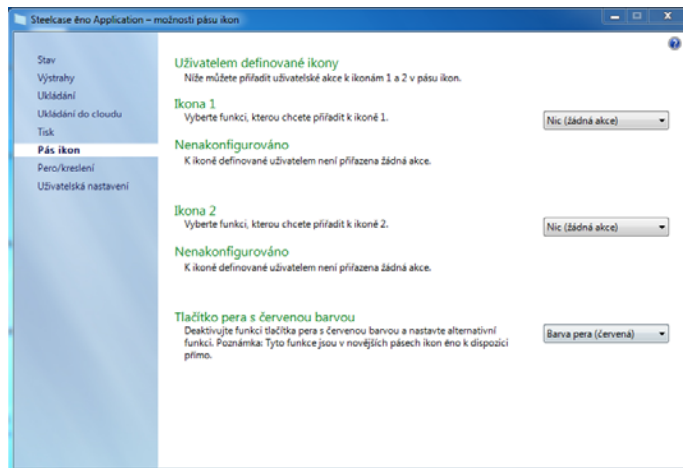 Steelcase êno Application – možnosti pásu ikon
Stav
Výstrahy
Ukládání
Ukládání do cloudu
Tisk
Pás ikon
Pero/kreslení
Uživatelská nastavení
Uživatelem definované ikony
Níže můžete přiřadit uživatelské akce k ikonám 1 a 2 v pásu ikon.
Ikona 1
Vyberte funkci, kterou chcete přiřadit k ikoně 1.
Nic (žádná akce)
Nenakonfigurováno
K ikoně definované uživatelem není přiřazena žádná akce.
Ikona 2
Vyberte funkci, kterou chcete přiřadit k ikoně 2.
Nic (žádná akce)
Nenakonfigurováno
K ikoně definované uživatelem není přiřazena žádná akce.
Tlačítko pera s červenou barvou
Deaktivujte funkci tlačítka pera s červenou barvou a nastavte alternativní
funkci. Poznámka: Tyto funkce jsou v novějších pásech ikon êno k dispozici
přímo.
Barva pera (červená)